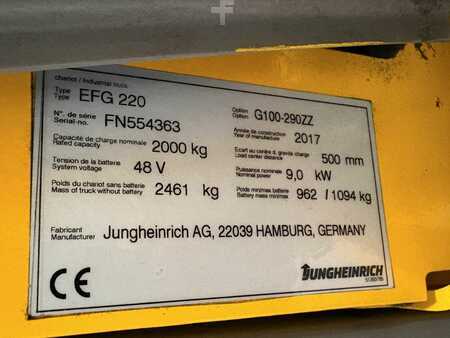 chariot / Industrial truck
Type
Type EFG 220
Option
Option G100-290ZZ
N°. de série
Serial-no. FN554363
Année de construction
Year of manufacture 2017
Capacité de charge nominale
Rated capacity 2000 kg
Ecart au centre d. gravité charge
Load center distance 500 mm
Tension de la batterie
System voltage 48 V
Puissance nominale
Nominal power 9,0 kW
Poids du chariot sans batterie
Mass of truck without battery 2461 kg
Poids min/max batterie
Battery mass min/max 962 / 1094 kg
Fabricant
Manufacturer Jungheinrich AG, 22039 HAMBURG, GERMANY
CE
JUNGHEINRICH